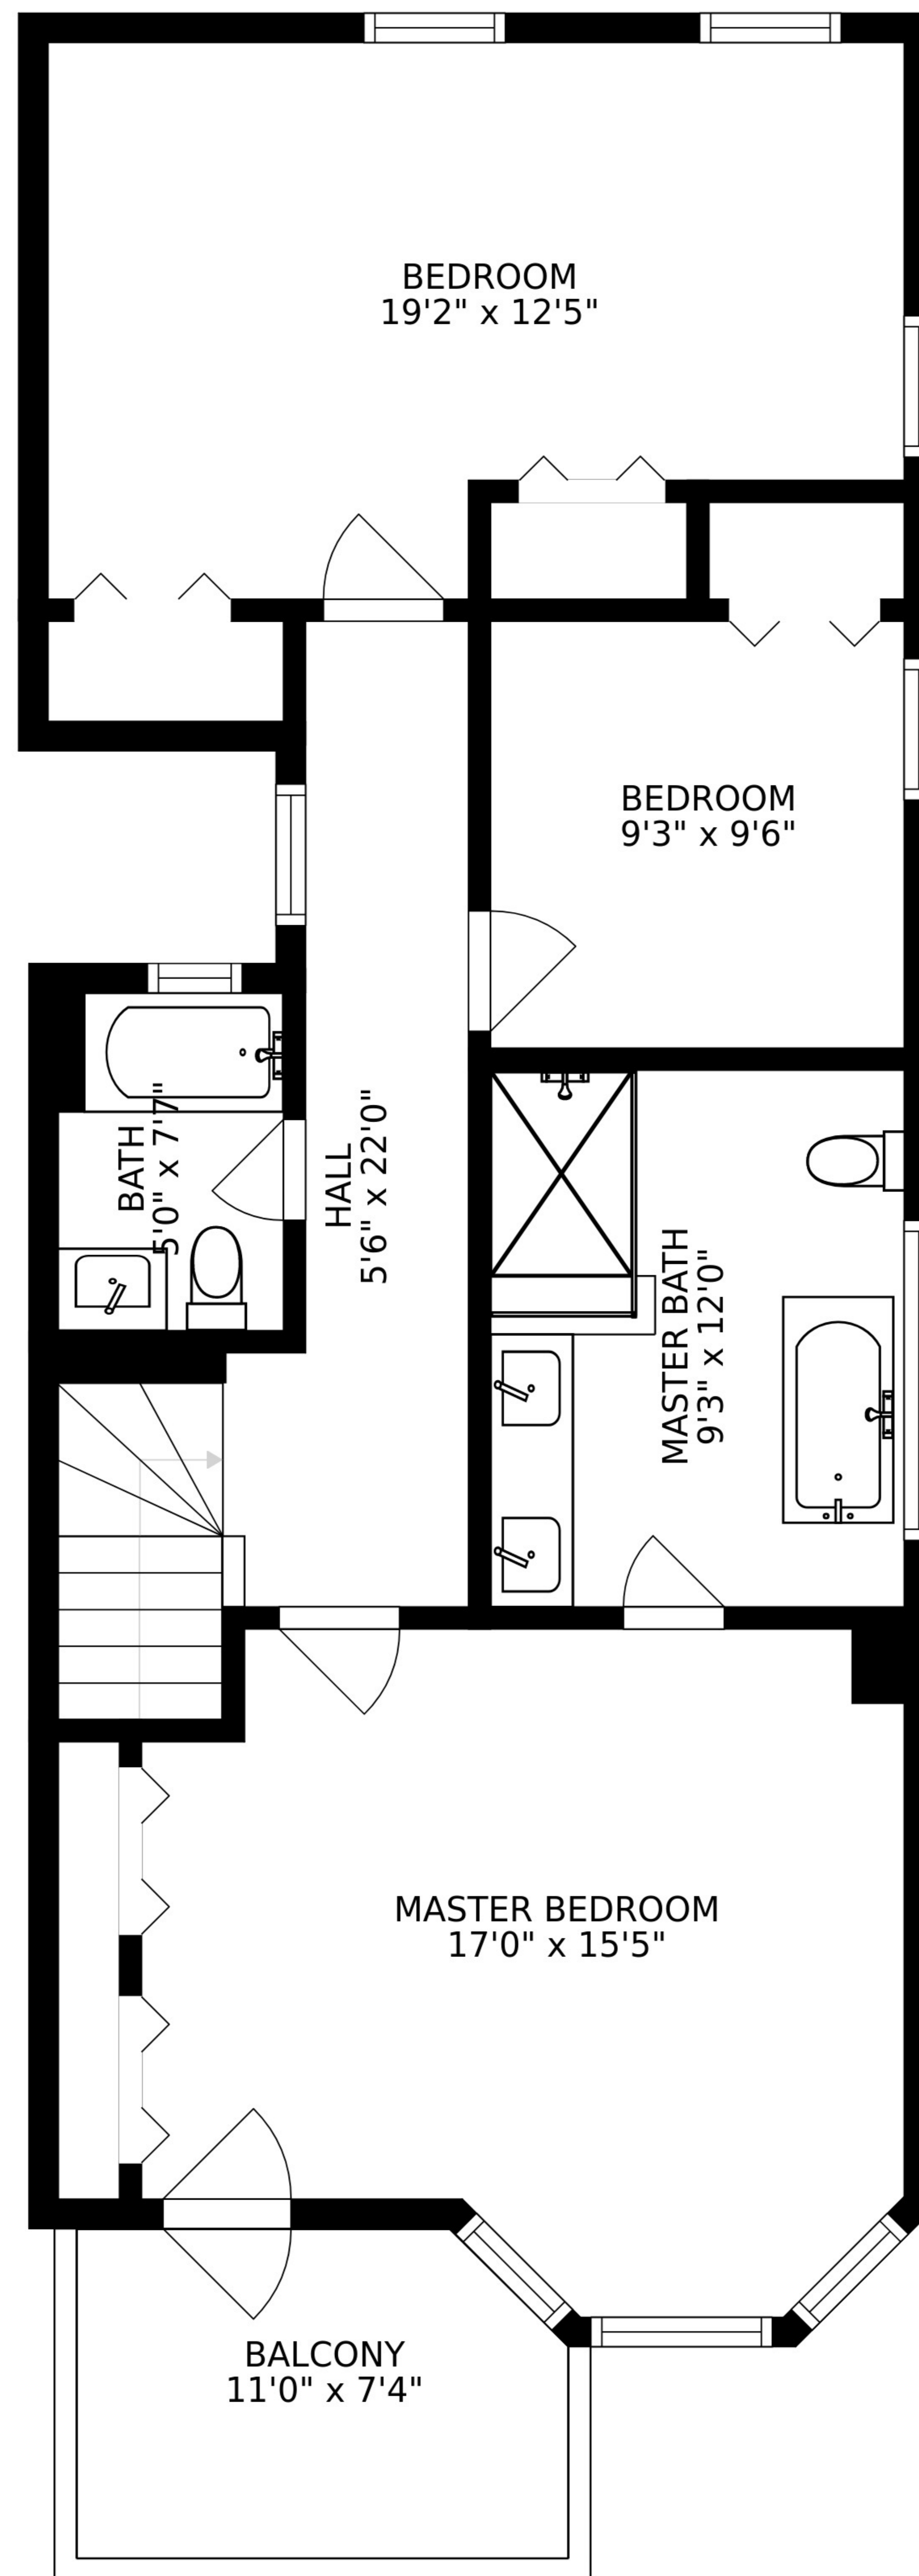 BEDROOM
19'2" x 12'5"
BEDROOM
9'3" x 9'6"
BATH
5'0" x 7'7"
HALL
5'6" x 22'0"
MASTER BATH
9'3" x 12'0"
MASTER BEDROOM
17'0" x 15'5"
BALCONY
11'0" x 7'4"